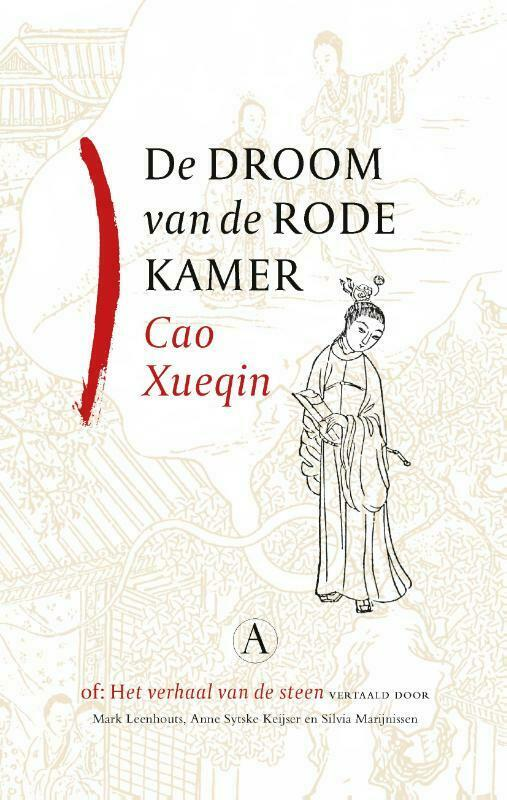 De DROOM
van de RODE
KAMER
Cao
Xueqin
A
of: Het verhaal van de steen VERTAALD DOOR
Mark Leenhouts, Anne Sytske Keijser en Silvia Marijnissen